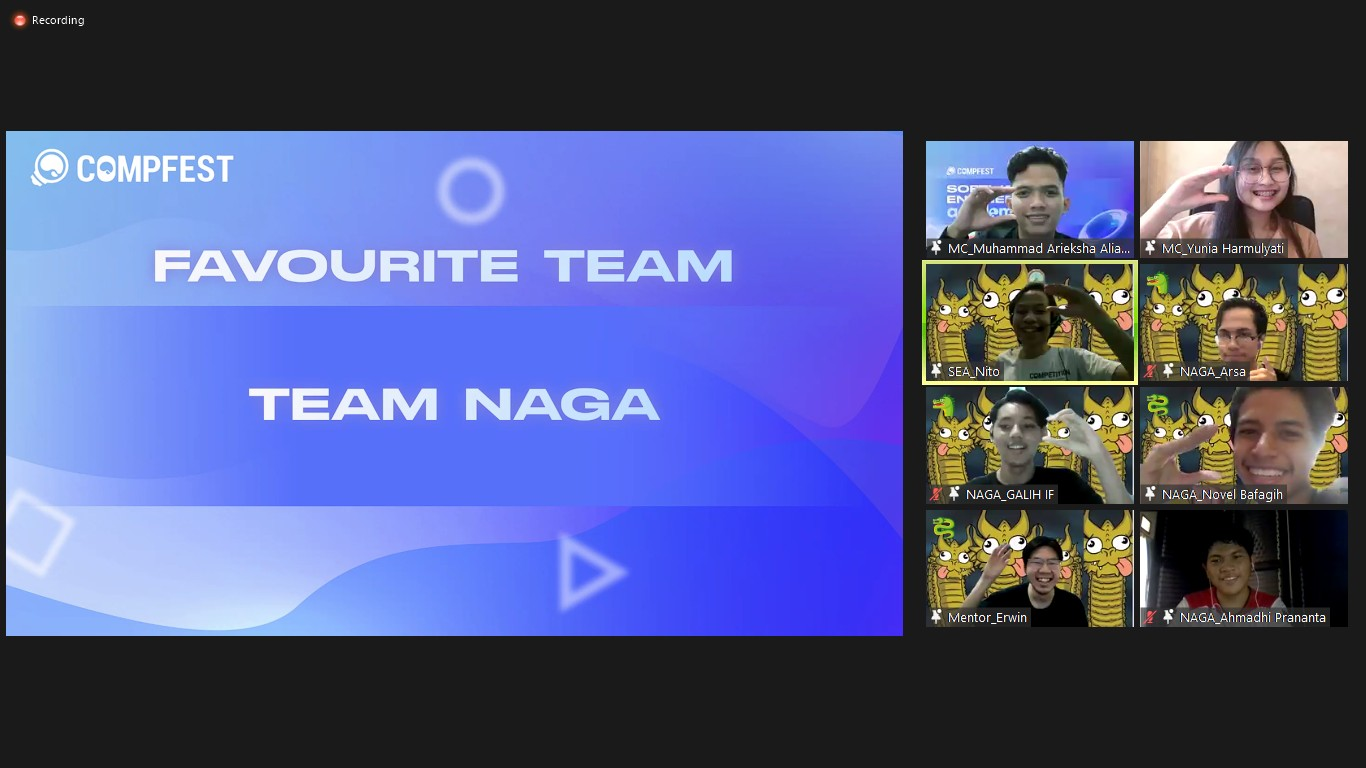 Recording
COMPFEST
FAVOURITE TEAM
TEAM NAGA
COMPFEST
MC_Muhammad Arieksha Alia...
MC_Yunia Harmulyati
COMPETITION
SEA_Nito
NAGA_Arsa
NAGA_GALIH IF
NAGA_Novel Bafagih
Mentor_Erwin
NAGA_Ahmadhi Prananta